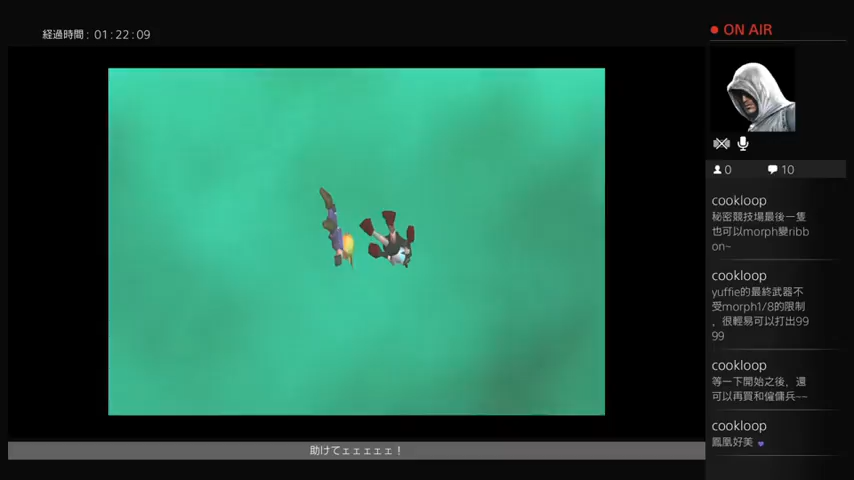 経過時間 : 01:22:09
ON AIR
0 10
cookloop
秘密競技場最後一隻
也可以morph變ribb
on~
cookloop
yuffie的最終武器不
受morph1/8的限制
，很輕易可以打出99
99
cookloop
等一下開始之後，還
可以再買和僱傭兵~~
cookloop
鳳凰好美
助けてェェェェェ！